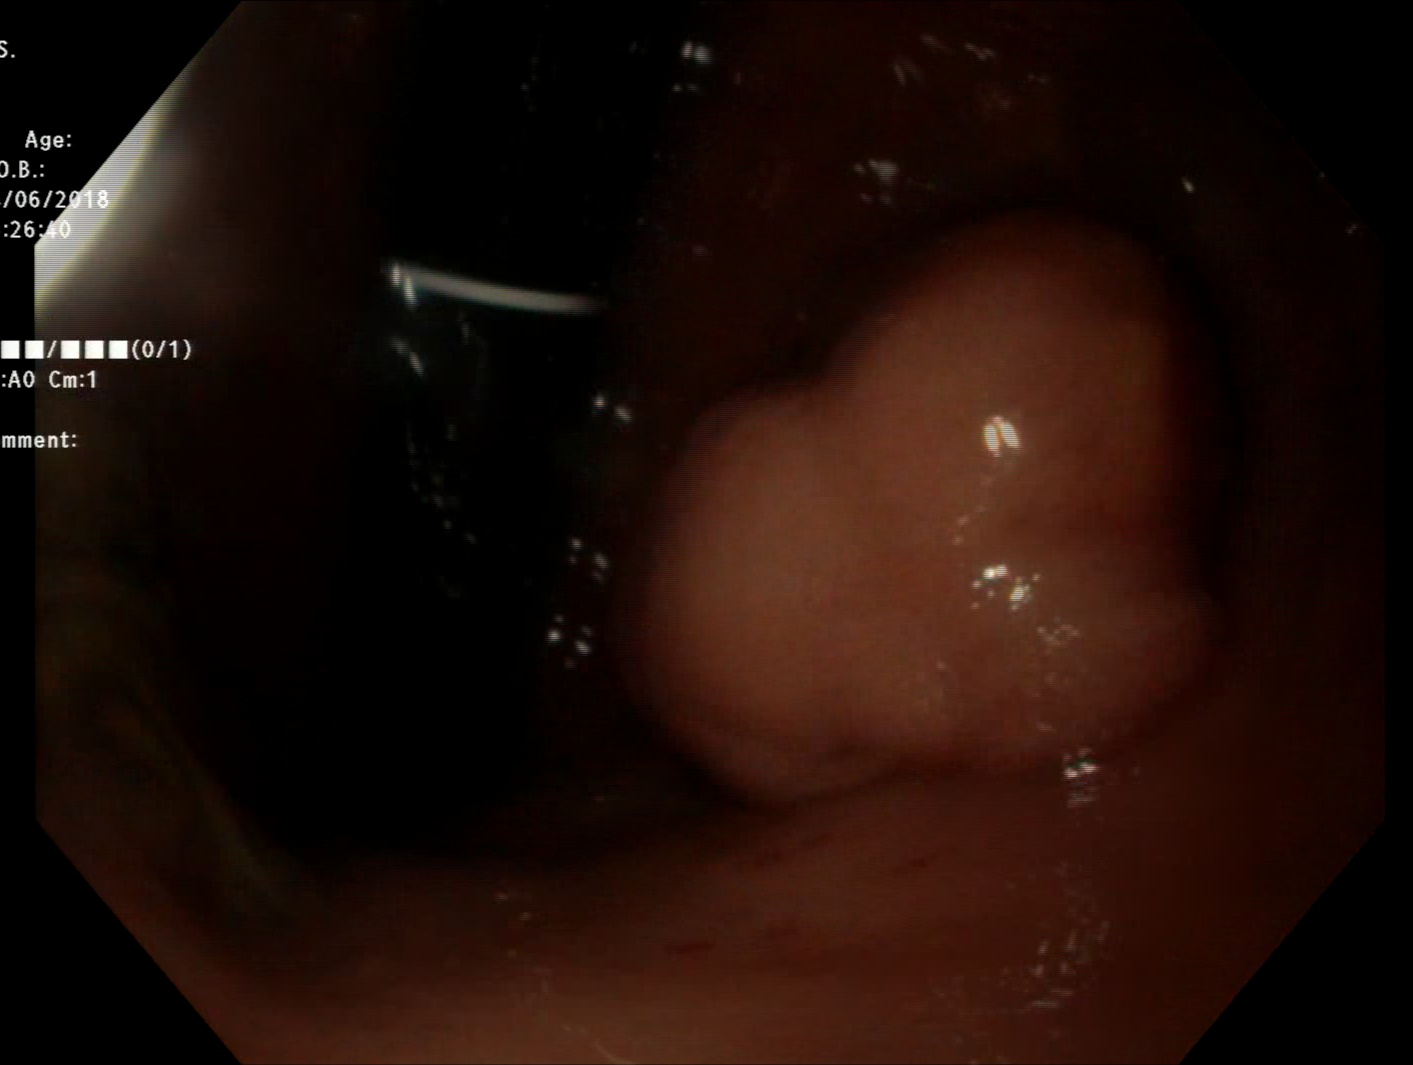 S.
Age:
O.B.:
/06/2018
:26:40
■■/■■■(0/1)
:A0 Cm:1
mment: